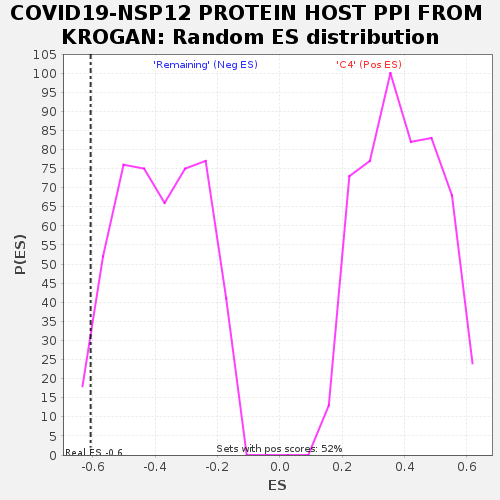 COVID19-NSP12 PROTEIN HOST PPI FROM
KROGAN: Random ES distribution
'Remaining' (Neg ES) 'C4' (Pos ES)
105
100
95
90
85
80
75
70
65
60
55
50
45
40
35
30
25
20
15
10
5
0
P(ES)
Real ES -0.6
Sets with pos scores: 52%
-0.6 -0.4 -0.2 0.0 0.2 0.4 0.6
ES